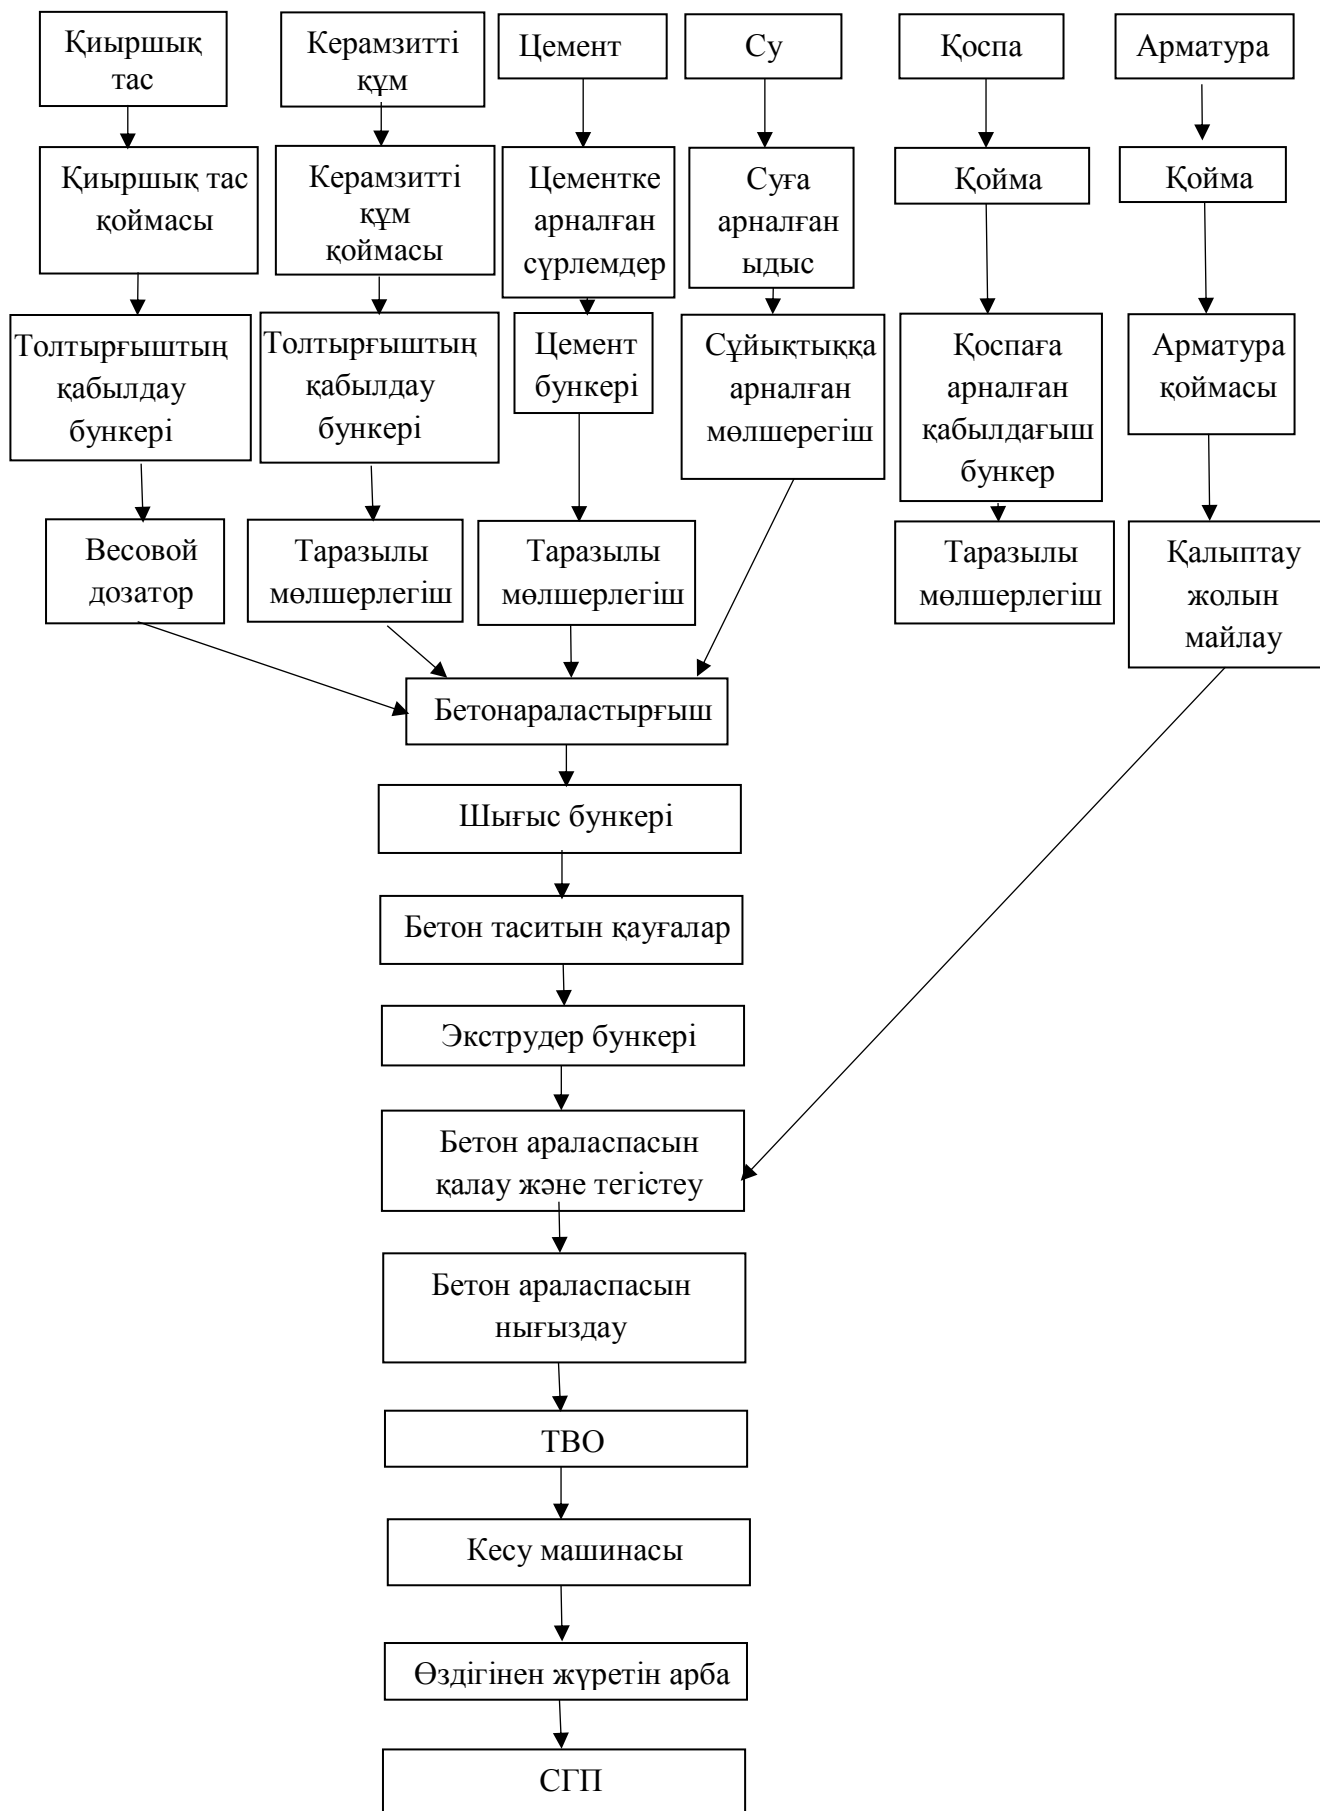 Қиыршық
тас
Керамзитті
құм
Цемент
Су
Қоспа
Арматура
Қиыршық тас
қоймасы
Керамзитті
құм
қоймасы
Цементке
арналған
сүрлемдер
Суға
арналған
ыдыс
Қойма
Қойма
Толтырғыштың
қабылдау
бункері
Толтырғыштың
қабылдау
бункері
Цемент
бункері
Сұйықтыққа
арналған
мөлшерегіш
Қоспаға
арналған
қабылдағыш
бункер
Арматура
қоймасы
Весовой
дозатор
Таразылы
мөлшерлегіш
Таразылы
мөлшерлегіш
Таразылы
мөлшерлегіш
Қалыптау
жолын
майлау
Бетонараластырғыш
Шығыс бункері
Бетон таситын қауғалар
Экструдер бункері
Бетон араласпасын
қалау және тегістеу
Бетон араласпасын
нығыздау
ТВО
Кесу машинасы
Өздігінен жүретін арба
СГП